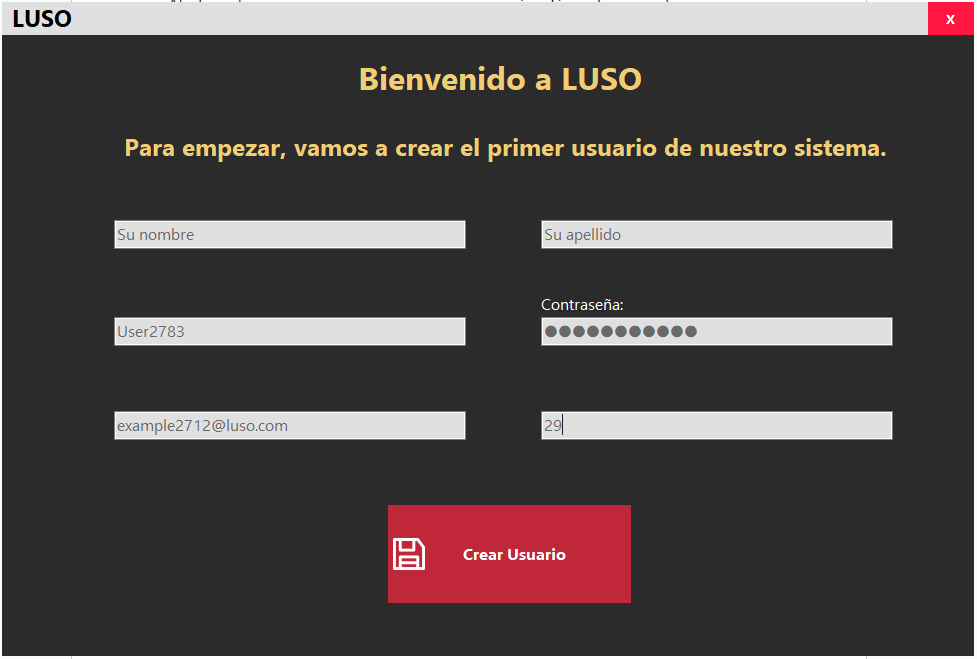 LUSO
x
Bienvenido a LUSO
Para empezar, vamos a crear el primer usuario de nuestro sistema.
Su nombre
Su apellido
Contraseña:
User2783
●●●●●●●●●●●
example2712@luso.com
29
Crear Usuario